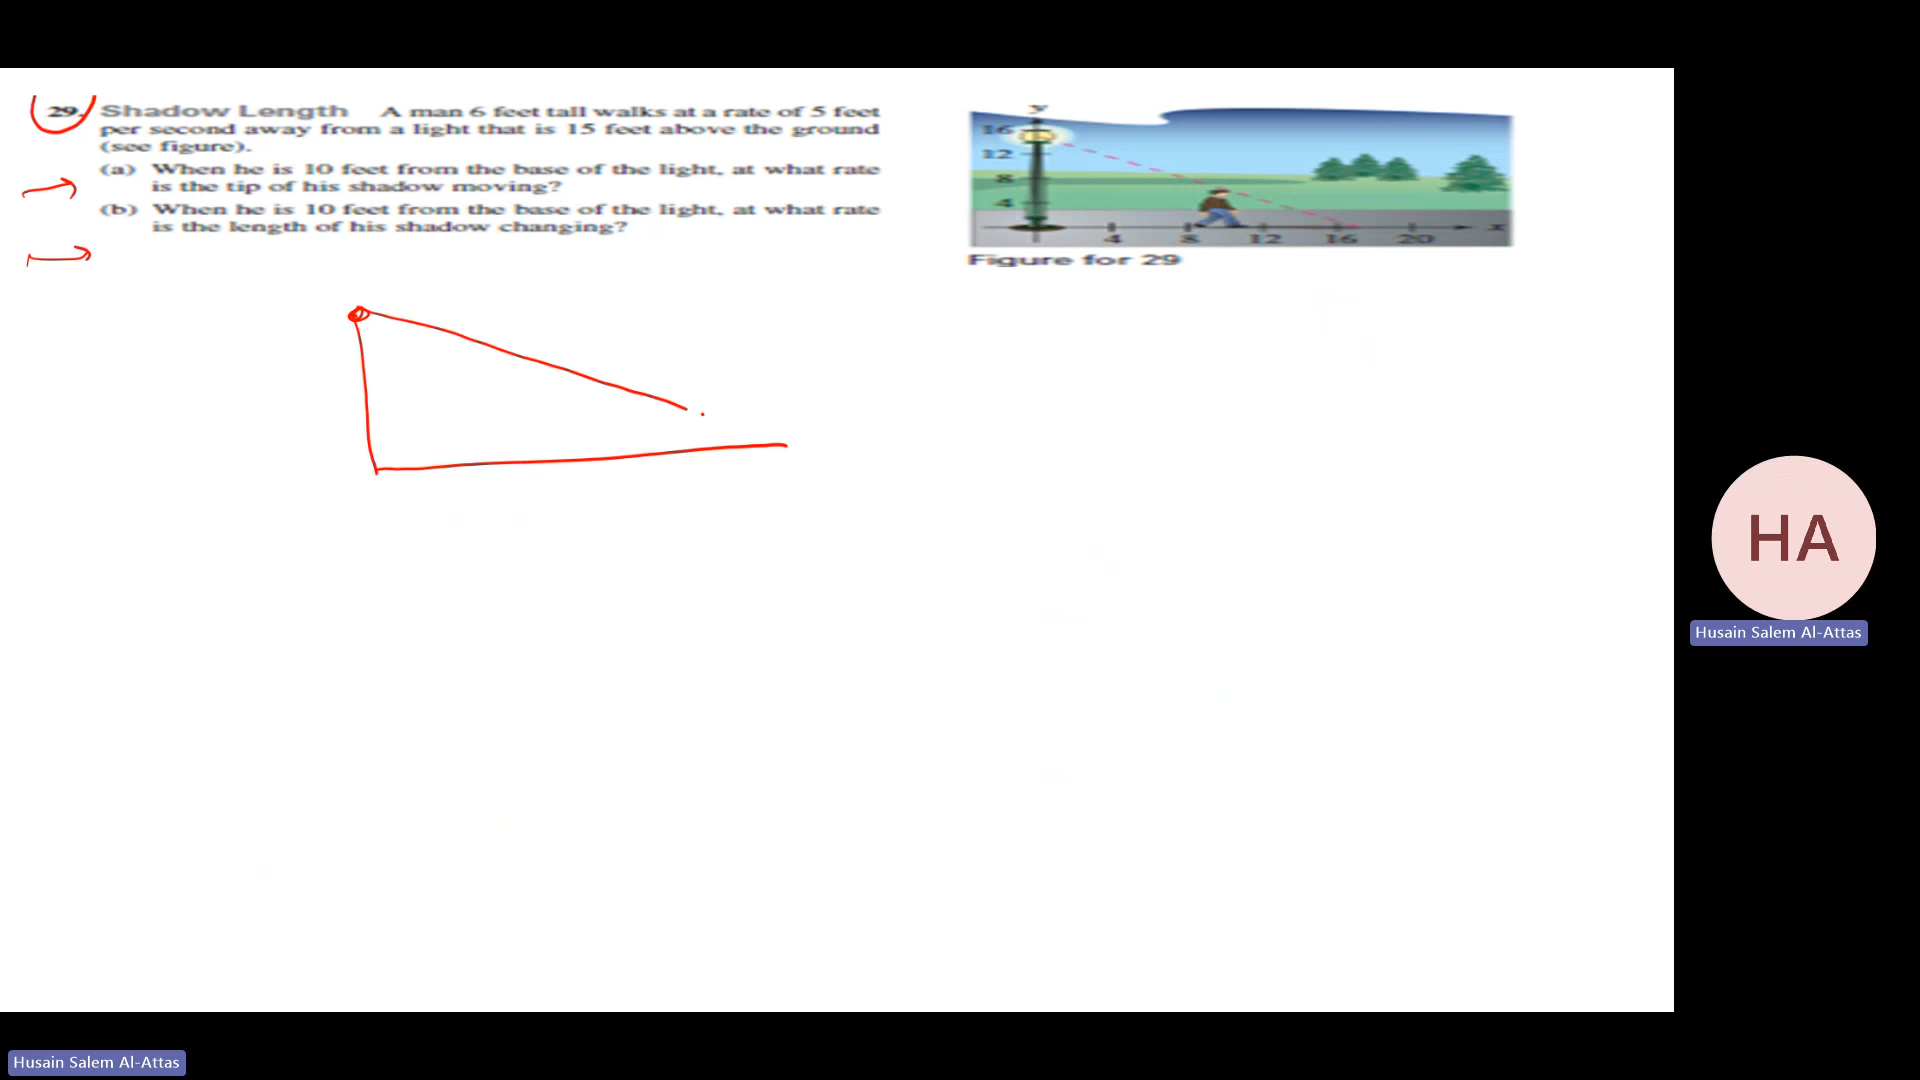 29. Shadow Length A man 6 feet tall walks at a rate of 5 feet
per second away from a light that is 15 feet above the ground
(see figure).
(a) When he is 10 feet from the base of the light, at what rate
is the tip of his shadow moving?
(b) When he is 10 feet from the base of the light, at what rate
is the length of his shadow changing?
y
16
12
8
4
4 8 12 16 20 x
Figure for 29
HA
Husain Salem Al-Attas
Husain Salem Al-Attas